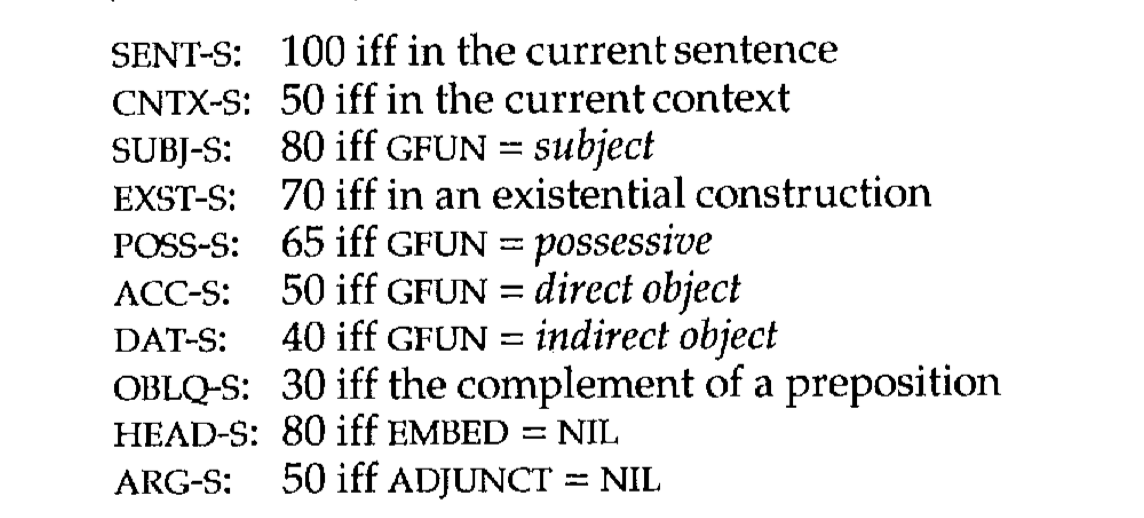 SENT-S: 100 iff in the current sentence
CNTX-S: 50 iff in the current context
SUBJ-S: 80 iff GFUN = subject
EXST-S: 70 iff in an existential construction
POSS-S: 65 iff GFUN = possessive
ACC-S: 50 iff GFUN = direct object
DAT-S: 40 iff GFUN = indirect object
OBLQ-S: 30 iff the complement of a preposition
HEAD-S: 80 iff EMBED = NIL
ARG-S: 50 iff ADJUNCT = NIL